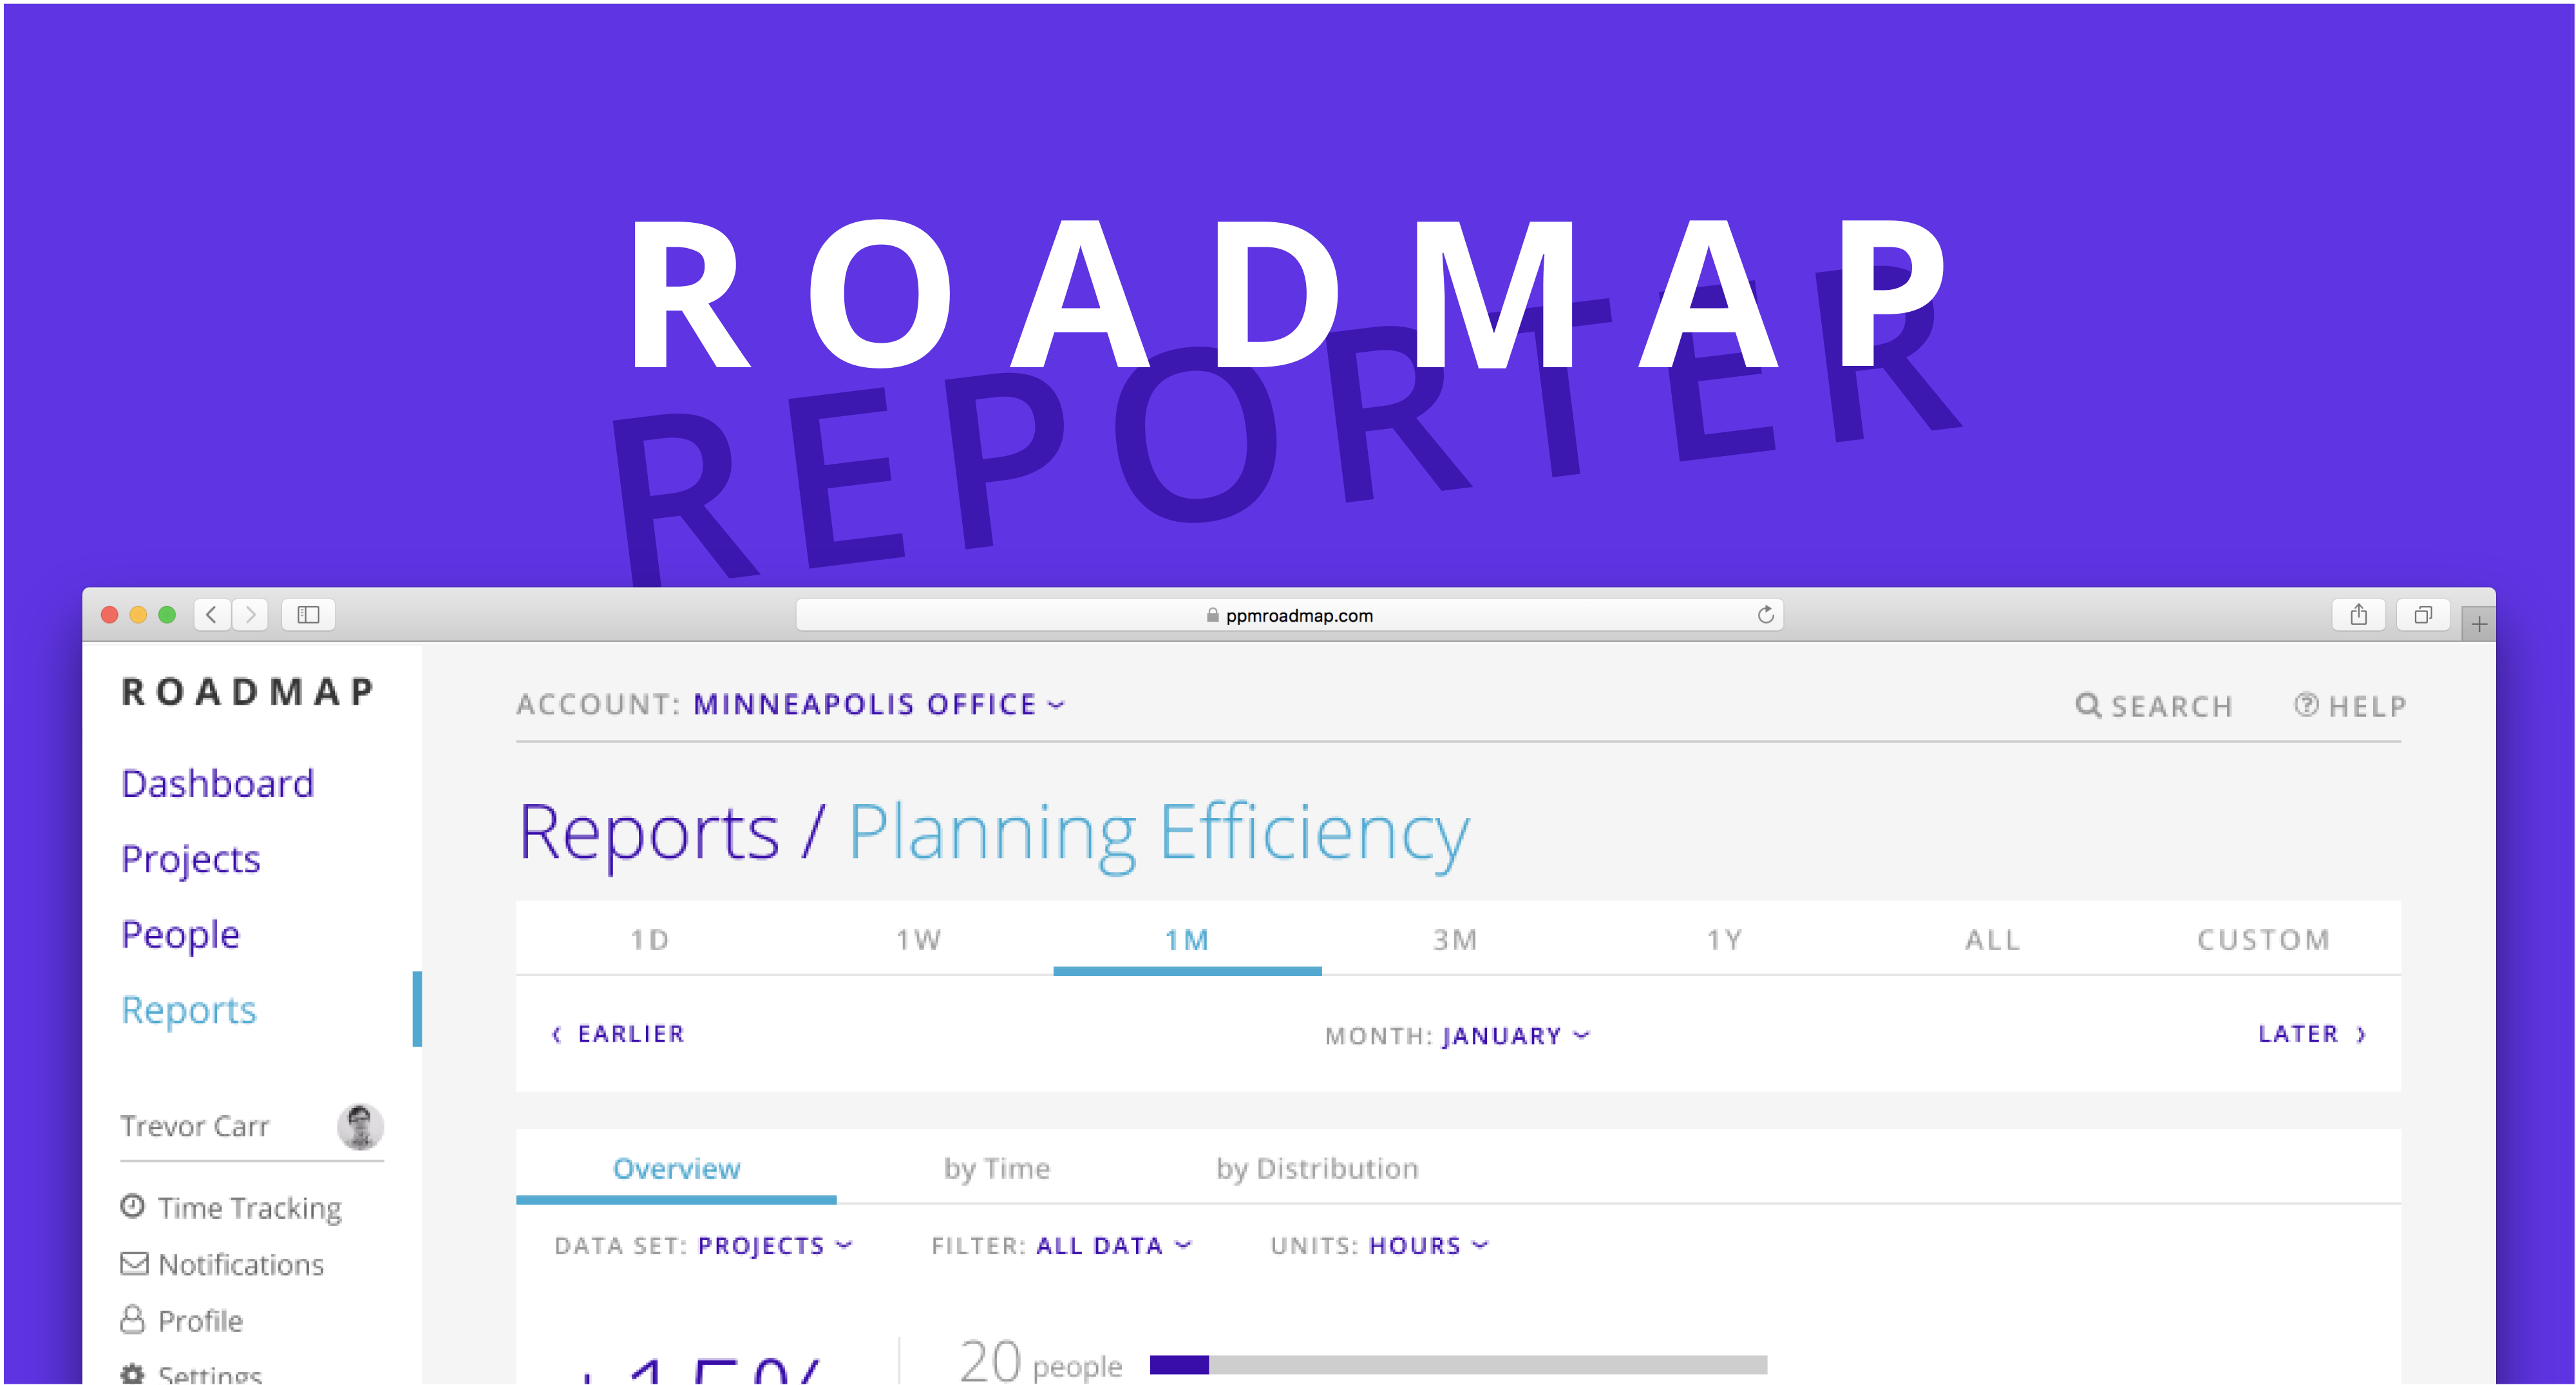 ROADMAP
REPORTER
ppmroadmap.com
ROADMAP
ACCOUNT: MINNEAPOLIS OFFICE
SEARCH
HELP
Dashboard
Projects
People
Reports
Trevor Carr
Time Tracking
Notifications
Profile
Settings
Reports / Planning Efficiency
1D 1W 1M 3M 1Y ALL CUSTOM
EARLIER
MONTH: JANUARY
LATER
Overview by Time by Distribution
DATA SET: PROJECTS FILTER: ALL DATA UNITS: HOURS
+15%
20 people